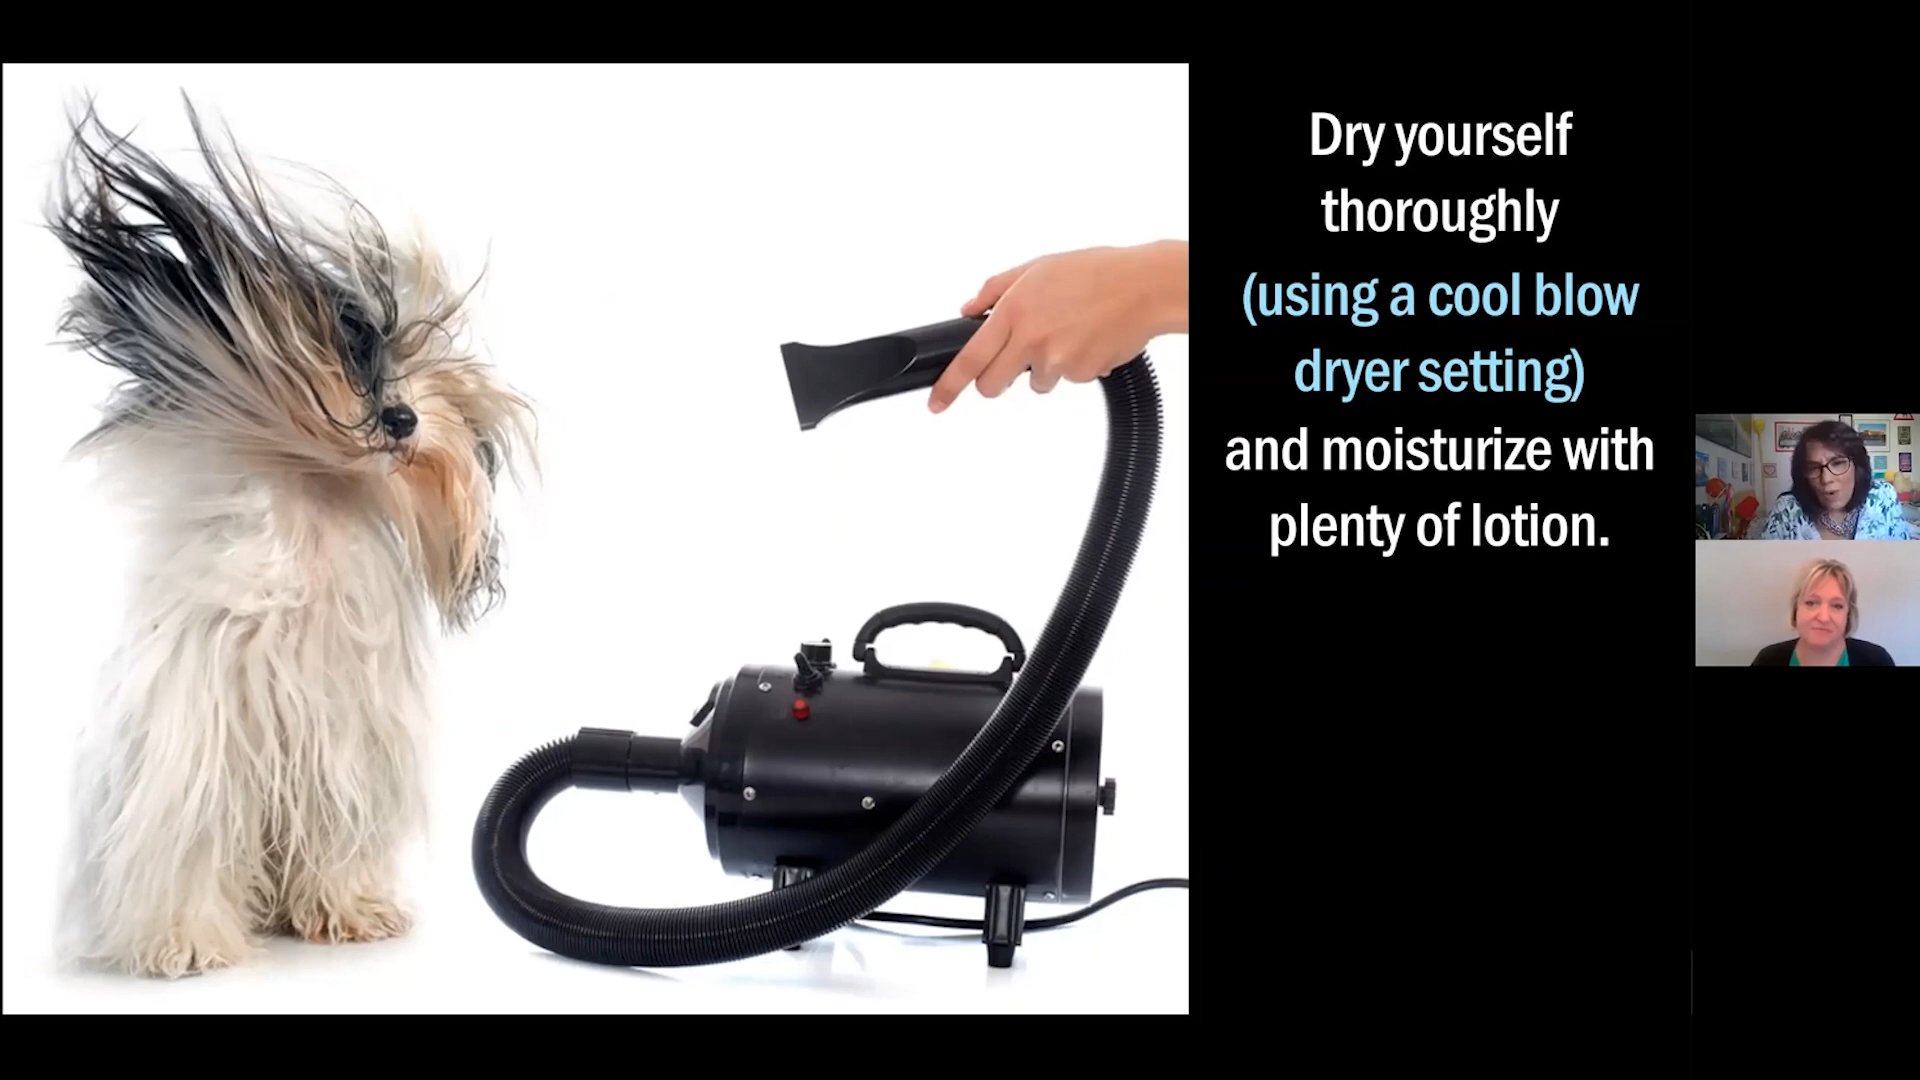 Dry yourself
thoroughly
(using a cool blow
dryer setting)
and moisturize with
plenty of lotion.